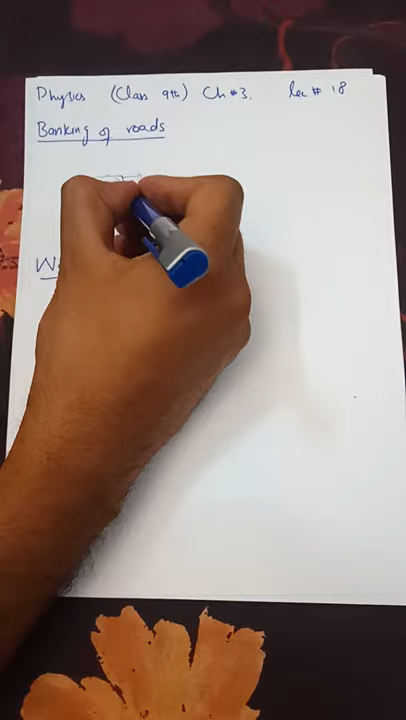 Physics (Class 9th) Ch #3. lec # 18
Banking of roads